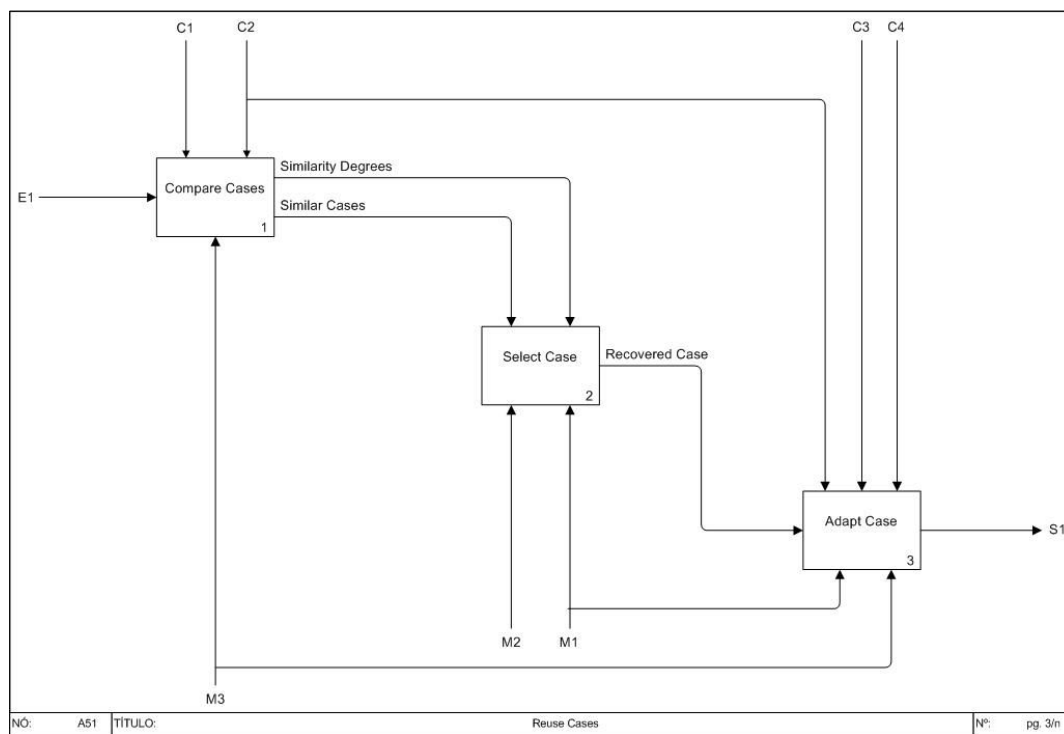 C1
C2
C3
C4
Similarity Degrees
Compare Cases
E1
Similar Cases
1
Select Case
Recovered Case
2
Adapt Case
S1
3
M2
M1
M3
NÓ: A51 TÍTULO: Reuse Cases Nº: pg. 3/n